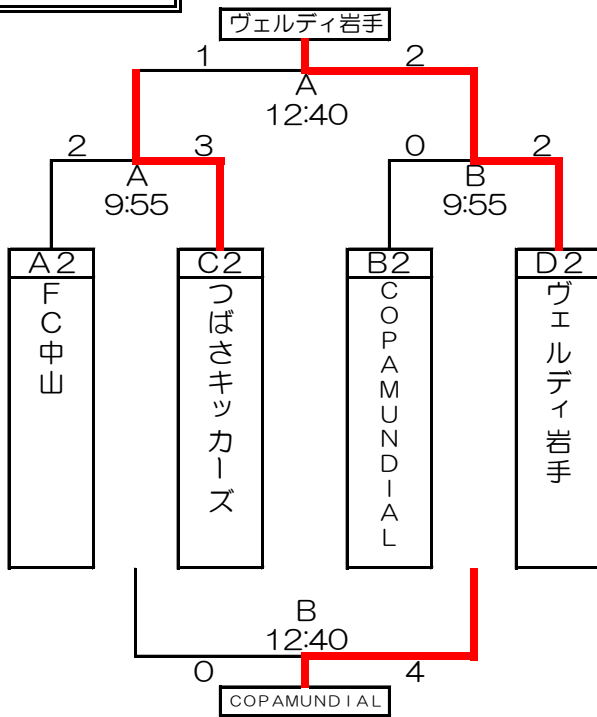 ヴェルディ岩手
1
2
A
12:40
2
3
0
2
A
9:55
B
9:55
A2
C2
B2
D2
FC中山
つばさキッカーズ
COPAMUNDIAL
ヴェルディ岩手
B
12:40
0
4
COPAMUNDIAL